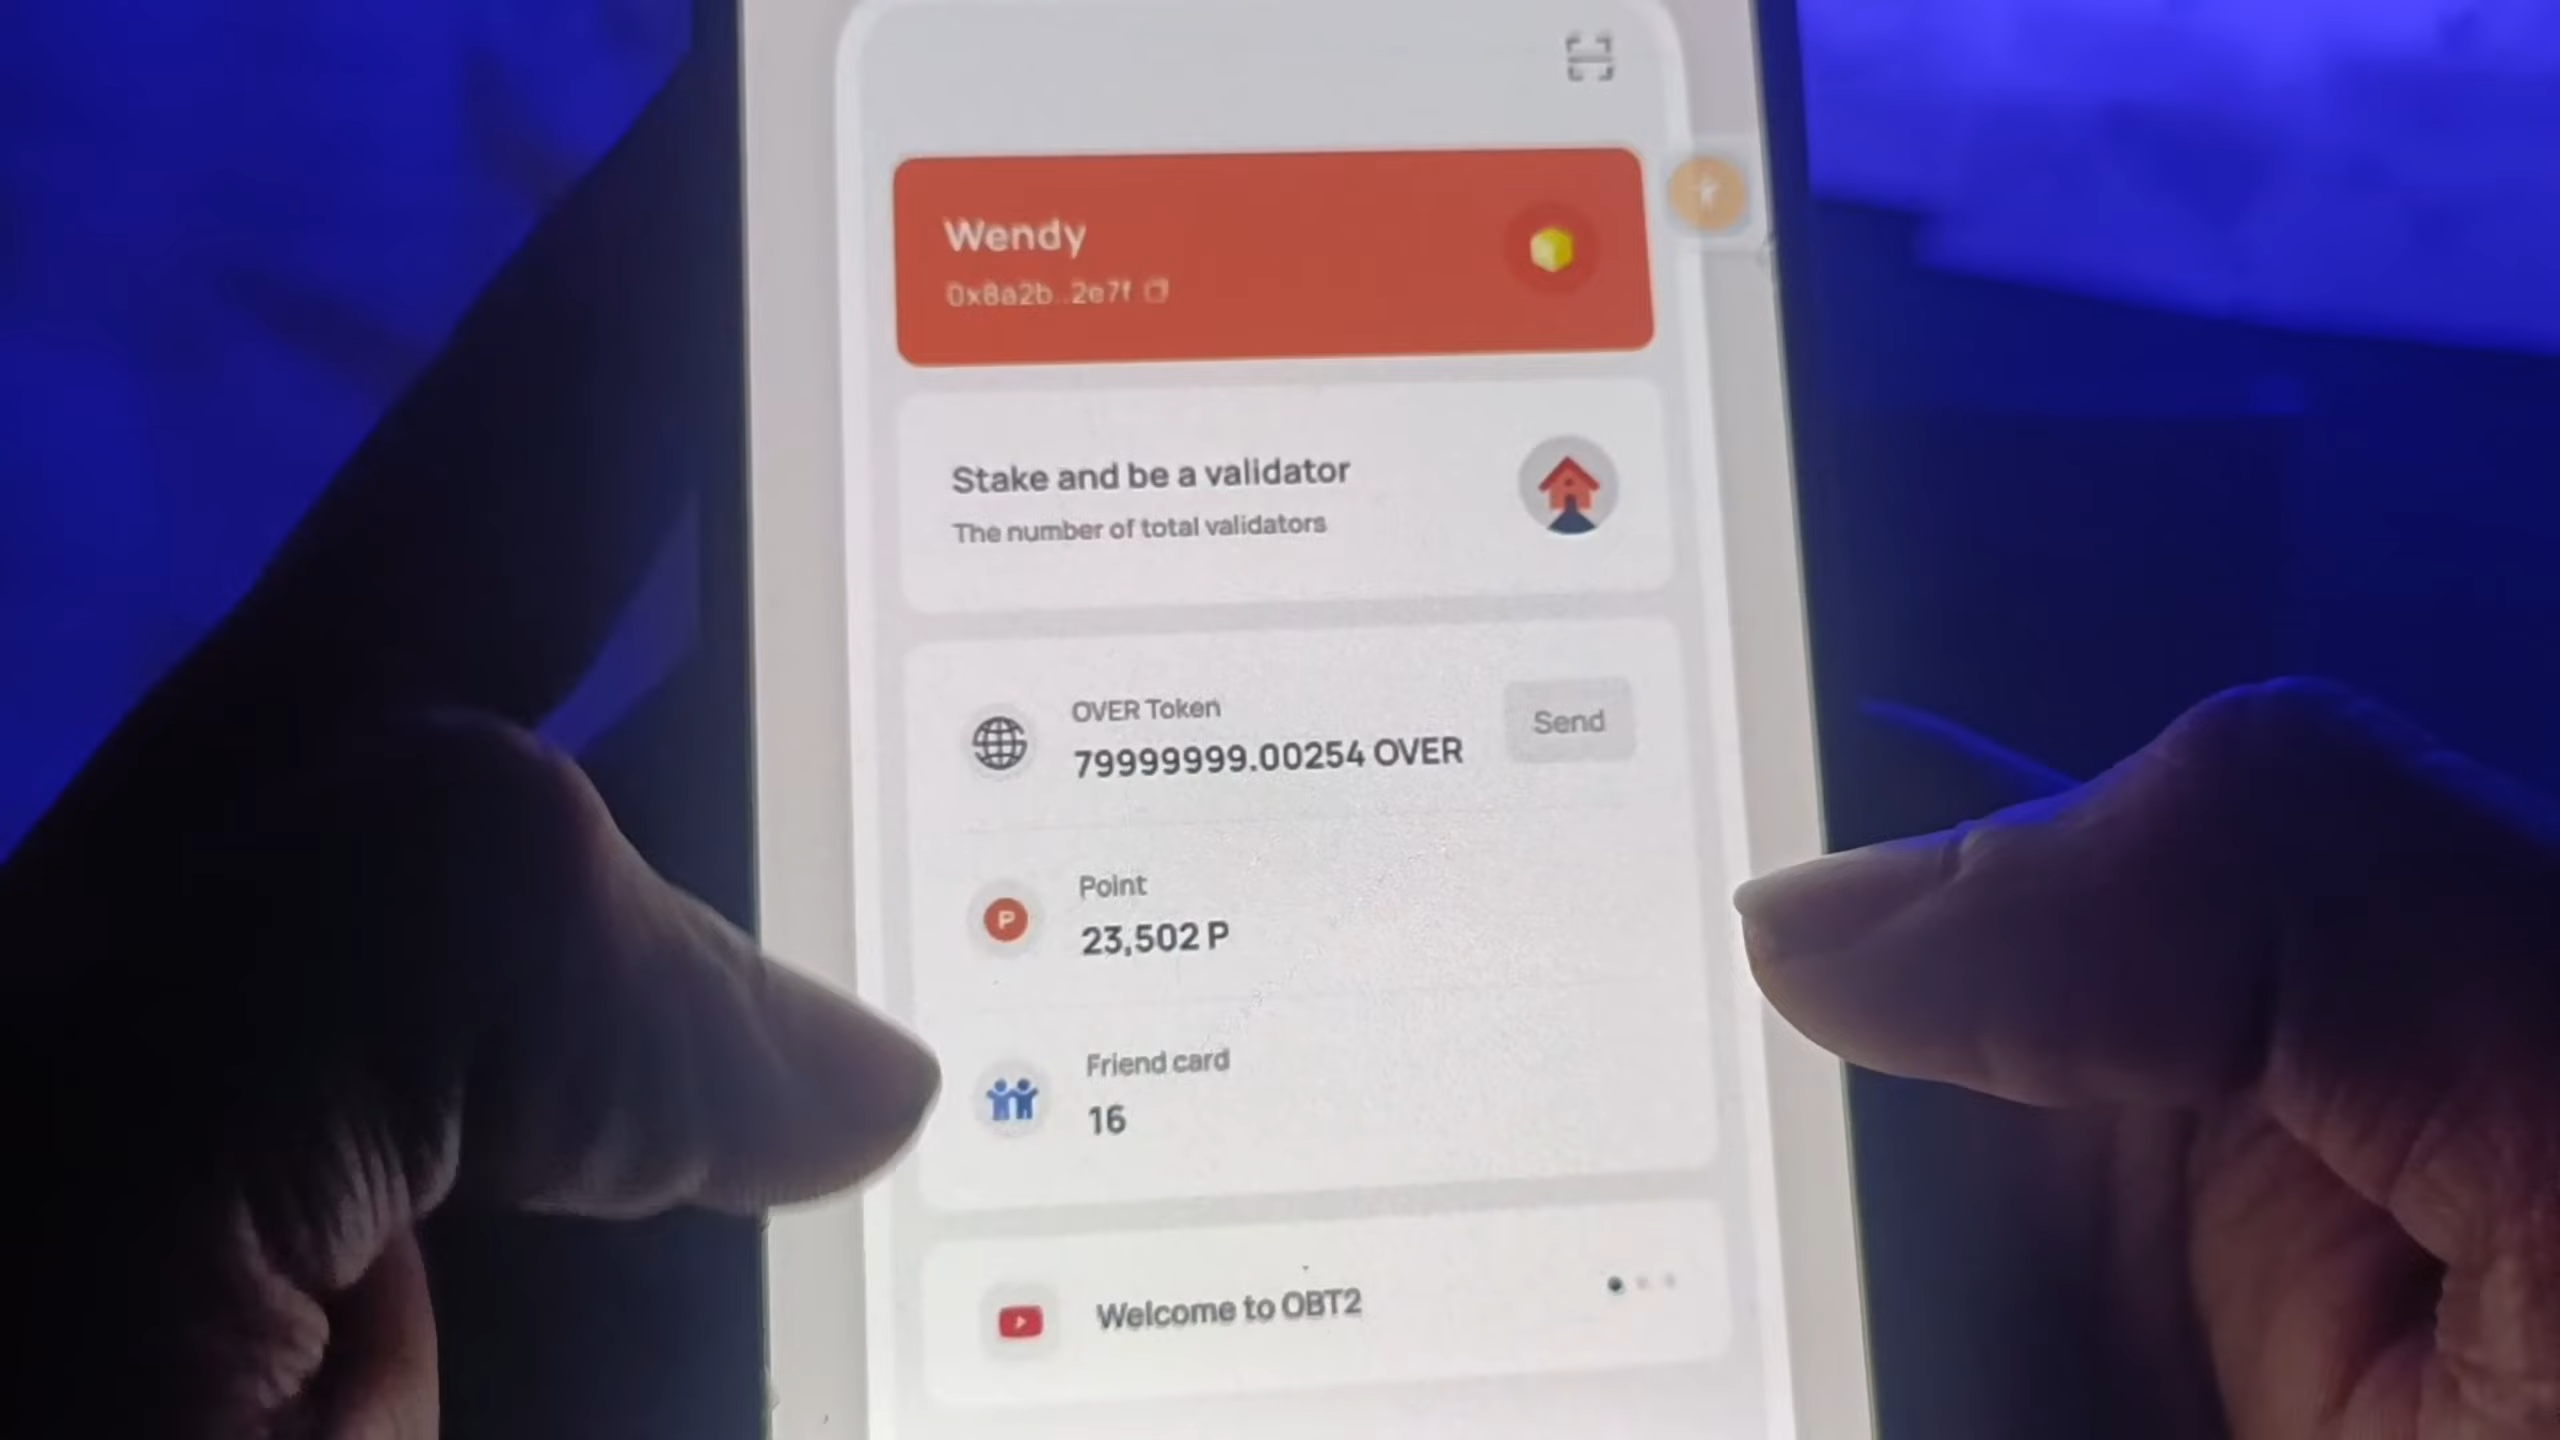 Wendy
0x8a2b..2e7f
Stake and be a validator
The number of total validators
OVER Token
79999999.00254 OVER
Send
Point
P
23,502 P
Friend card
16
Welcome to OBT2